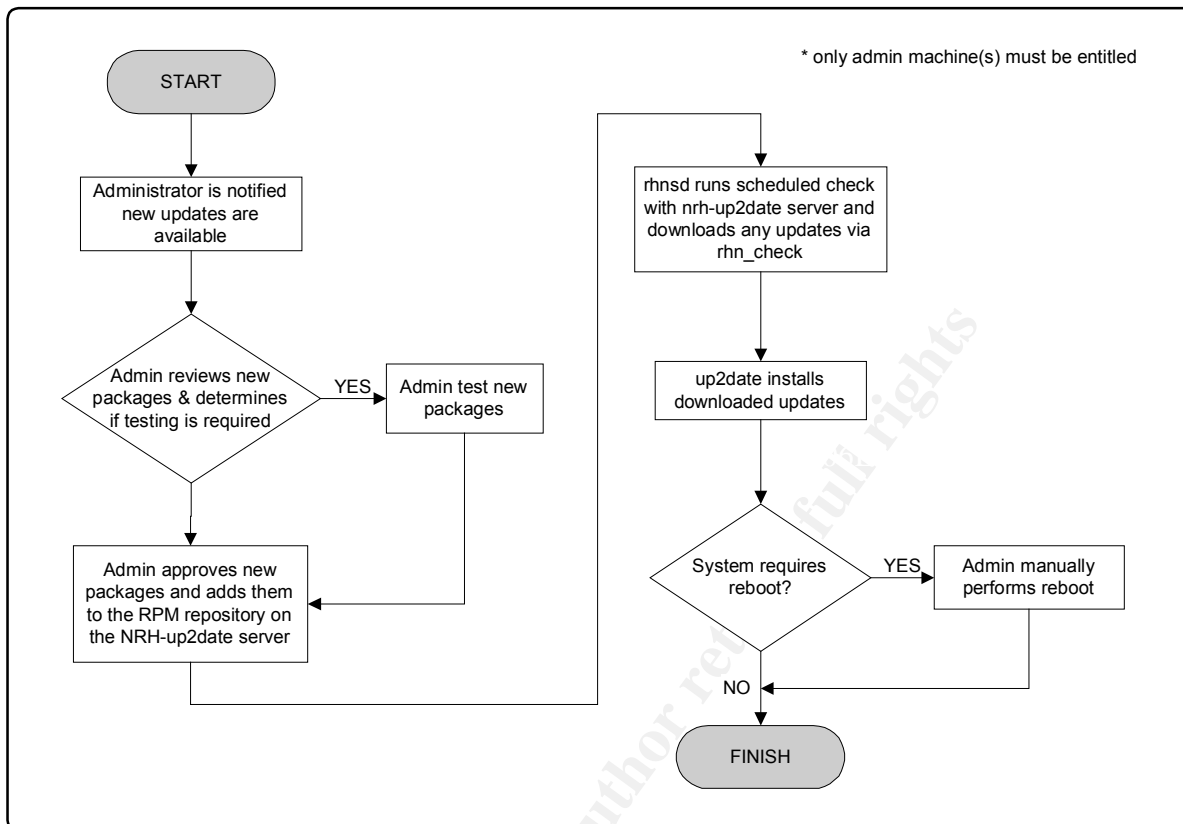 * only admin machine(s) must be entitled
START
Administrator is notified
new updates are
available
Admin reviews new
packages & determines
if testing is required
YES
Admin test new
packages
Admin approves new
packages and adds them
to the RPM repository on
the NRH-up2date server
rhnsd runs scheduled check
with nrh-up2date server and
downloads any updates via
rhn_check
up2date installs
downloaded updates
System requires
reboot?
YES
Admin manually
performs reboot
NO
FINISH
full rights